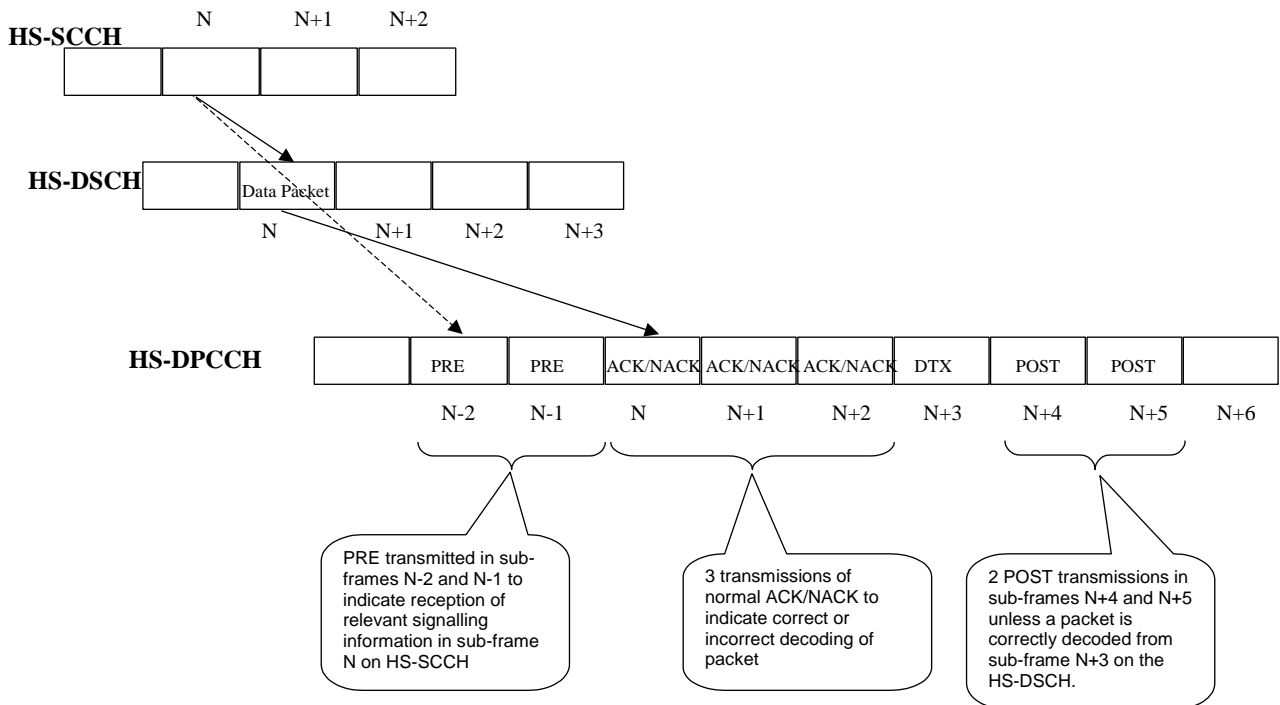 N N+1 N+2
HS-SCCH
HS-DSCH
Data Packet
N N+1 N+2 N+3
HS-DPCCH
PRE PRE ACK/NACK ACK/NACK ACK/NACK DTX POST POST
N-2 N-1 N N+1 N+2 N+3 N+4 N+5 N+6
PRE transmitted in sub-
frames N-2 and N-1 to
indicate reception of
relevant signalling
information in sub-frame
N on HS-SCCH
3 transmissions of
normal ACK/NACK to
indicate correct or
incorrect decoding of
packet
2 POST transmissions in
sub-frames N+4 and N+5
unless a packet is
correctly decoded from
sub-frame N+3 on the
HS-DSCH.